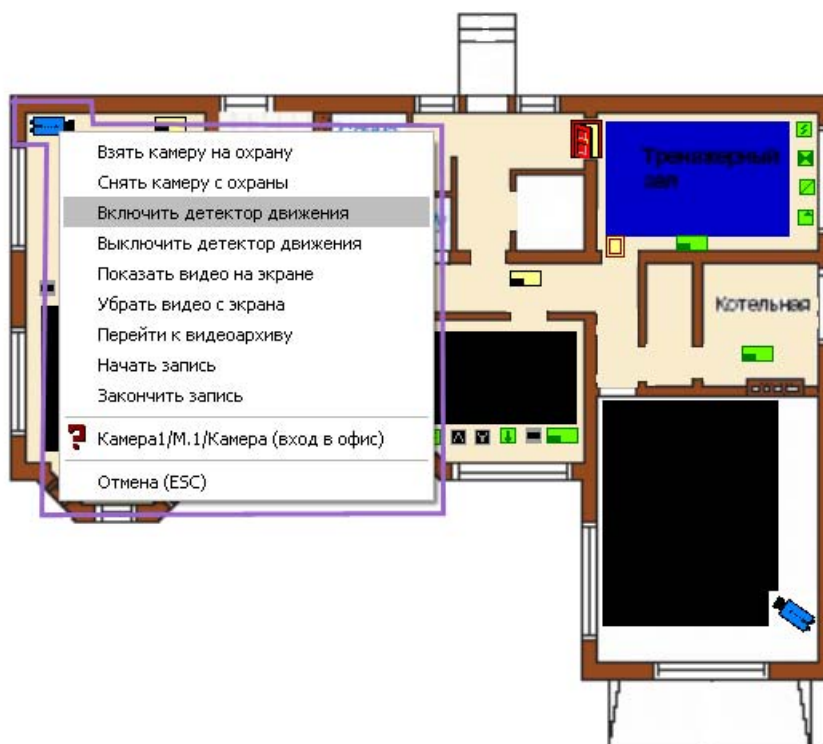 Взять камеру на охрану
Снять камеру с охраны
Включить детектор движения
Выключить детектор движения
Показать видео на экране
Убрать видео с экрана
Перейти к видеоархиву
Начать запись
Закончить запись
Камера1/М.1/Камера (вход в офис)
Отмена (ESC)
Тренажерный
зал
Котельная